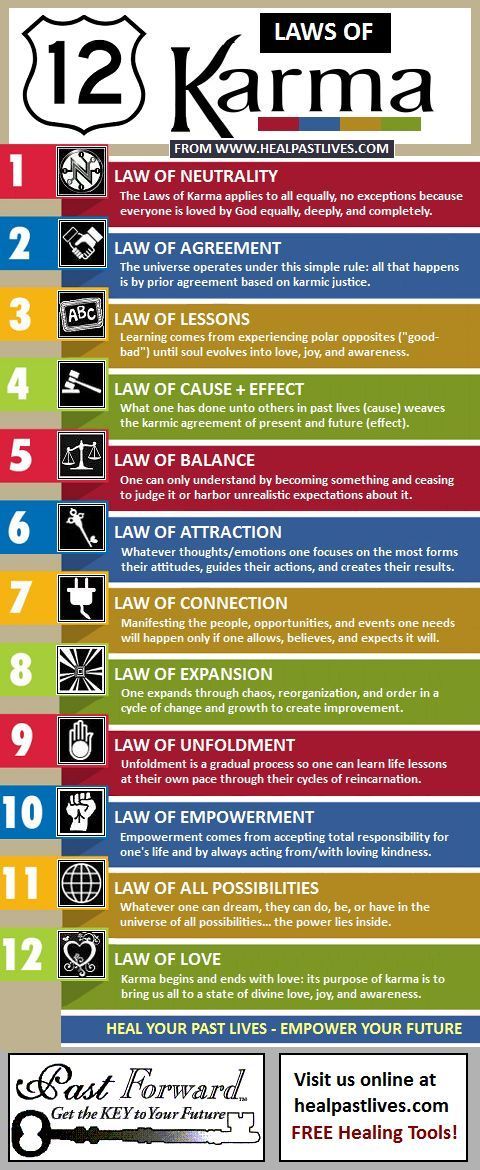 12
LAWS OF
Karma
FROM WWW.HEALPASTLIVES.COM
1
N
LAW OF NEUTRALITY
The Laws of Karma applies to all equally, no exceptions because
everyone is loved by God equally, deeply, and completely.
2
LAW OF AGREEMENT
The universe operates under this simple rule: all that happens
is by prior agreement based on karmic justice.
3
ABC
LAW OF LESSONS
Learning comes from experiencing polar opposites ("good-
bad") until soul evolves into love, joy, and awareness.
4
LAW OF CAUSE + EFFECT
What one has done unto others in past lives (cause) weaves
the karmic agreement of present and future (effect).
5
LAW OF BALANCE
One can only understand by becoming something and ceasing
to judge it or harbor unrealistic expectations about it.
6
LAW OF ATTRACTION
Whatever thoughts/emotions one focuses on the most forms
their attitudes, guides their actions, and creates their results.
7
LAW OF CONNECTION
Manifesting the people, opportunities, and events one needs
will happen only if one allows, believes, and expects it will.
8
LAW OF EXPANSION
One expands through chaos, reorganization, and order in a
cycle of change and growth to create improvement.
9
LAW OF UNFOLDMENT
Unfoldment is a gradual process so one can learn life lessons
at their own pace through their cycles of reincarnation.
10
LAW OF EMPOWERMENT
Empowerment comes from accepting total responsibility for
one's life and by always acting from/with loving kindness.
11
LAW OF ALL POSSIBILITIES
Whatever one can dream, they can do, be, or have in the
universe of all possibilities... the power lies inside.
12
LAW OF LOVE
Karma begins and ends with love: its purpose of karma is to
bring us all to a state of divine love, joy, and awareness.
HEAL YOUR PAST LIVES - EMPOWER YOUR FUTURE
Past Forward™
Get the KEY to Your Future
Visit us online at
healpastlives.com
FREE Healing Tools!